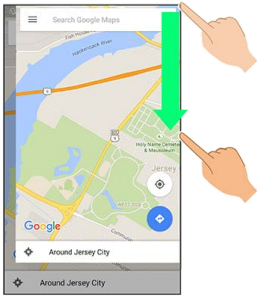 Search Google Maps
Hackensack River
Holy Name Cemetery
& Mausoleum
Jersey
Google
Around Jersey City
Around Jersey City